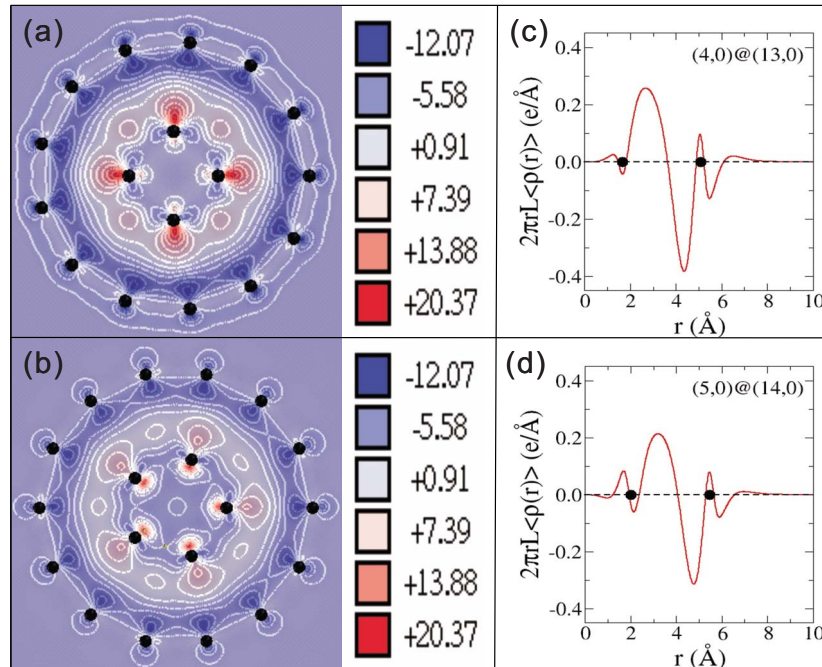 (a)
-12.07
-5.58
+0.91
+7.39
+13.88
+20.37
(c)
(4,0)@(13,0)
2πrL<ρ(r)> (e/Å)
0.4
0.2
0.0
-0.2
-0.4
0 2 4 6 8 10
r (Å)
(b)
-12.07
-5.58
+0.91
+7.39
+13.88
+20.37
(d)
(5,0)@(14,0)
2πrL<ρ(r)> (e/Å)
0.4
0.2
0.0
-0.2
-0.4
0 2 4 6 8 10
r (Å)